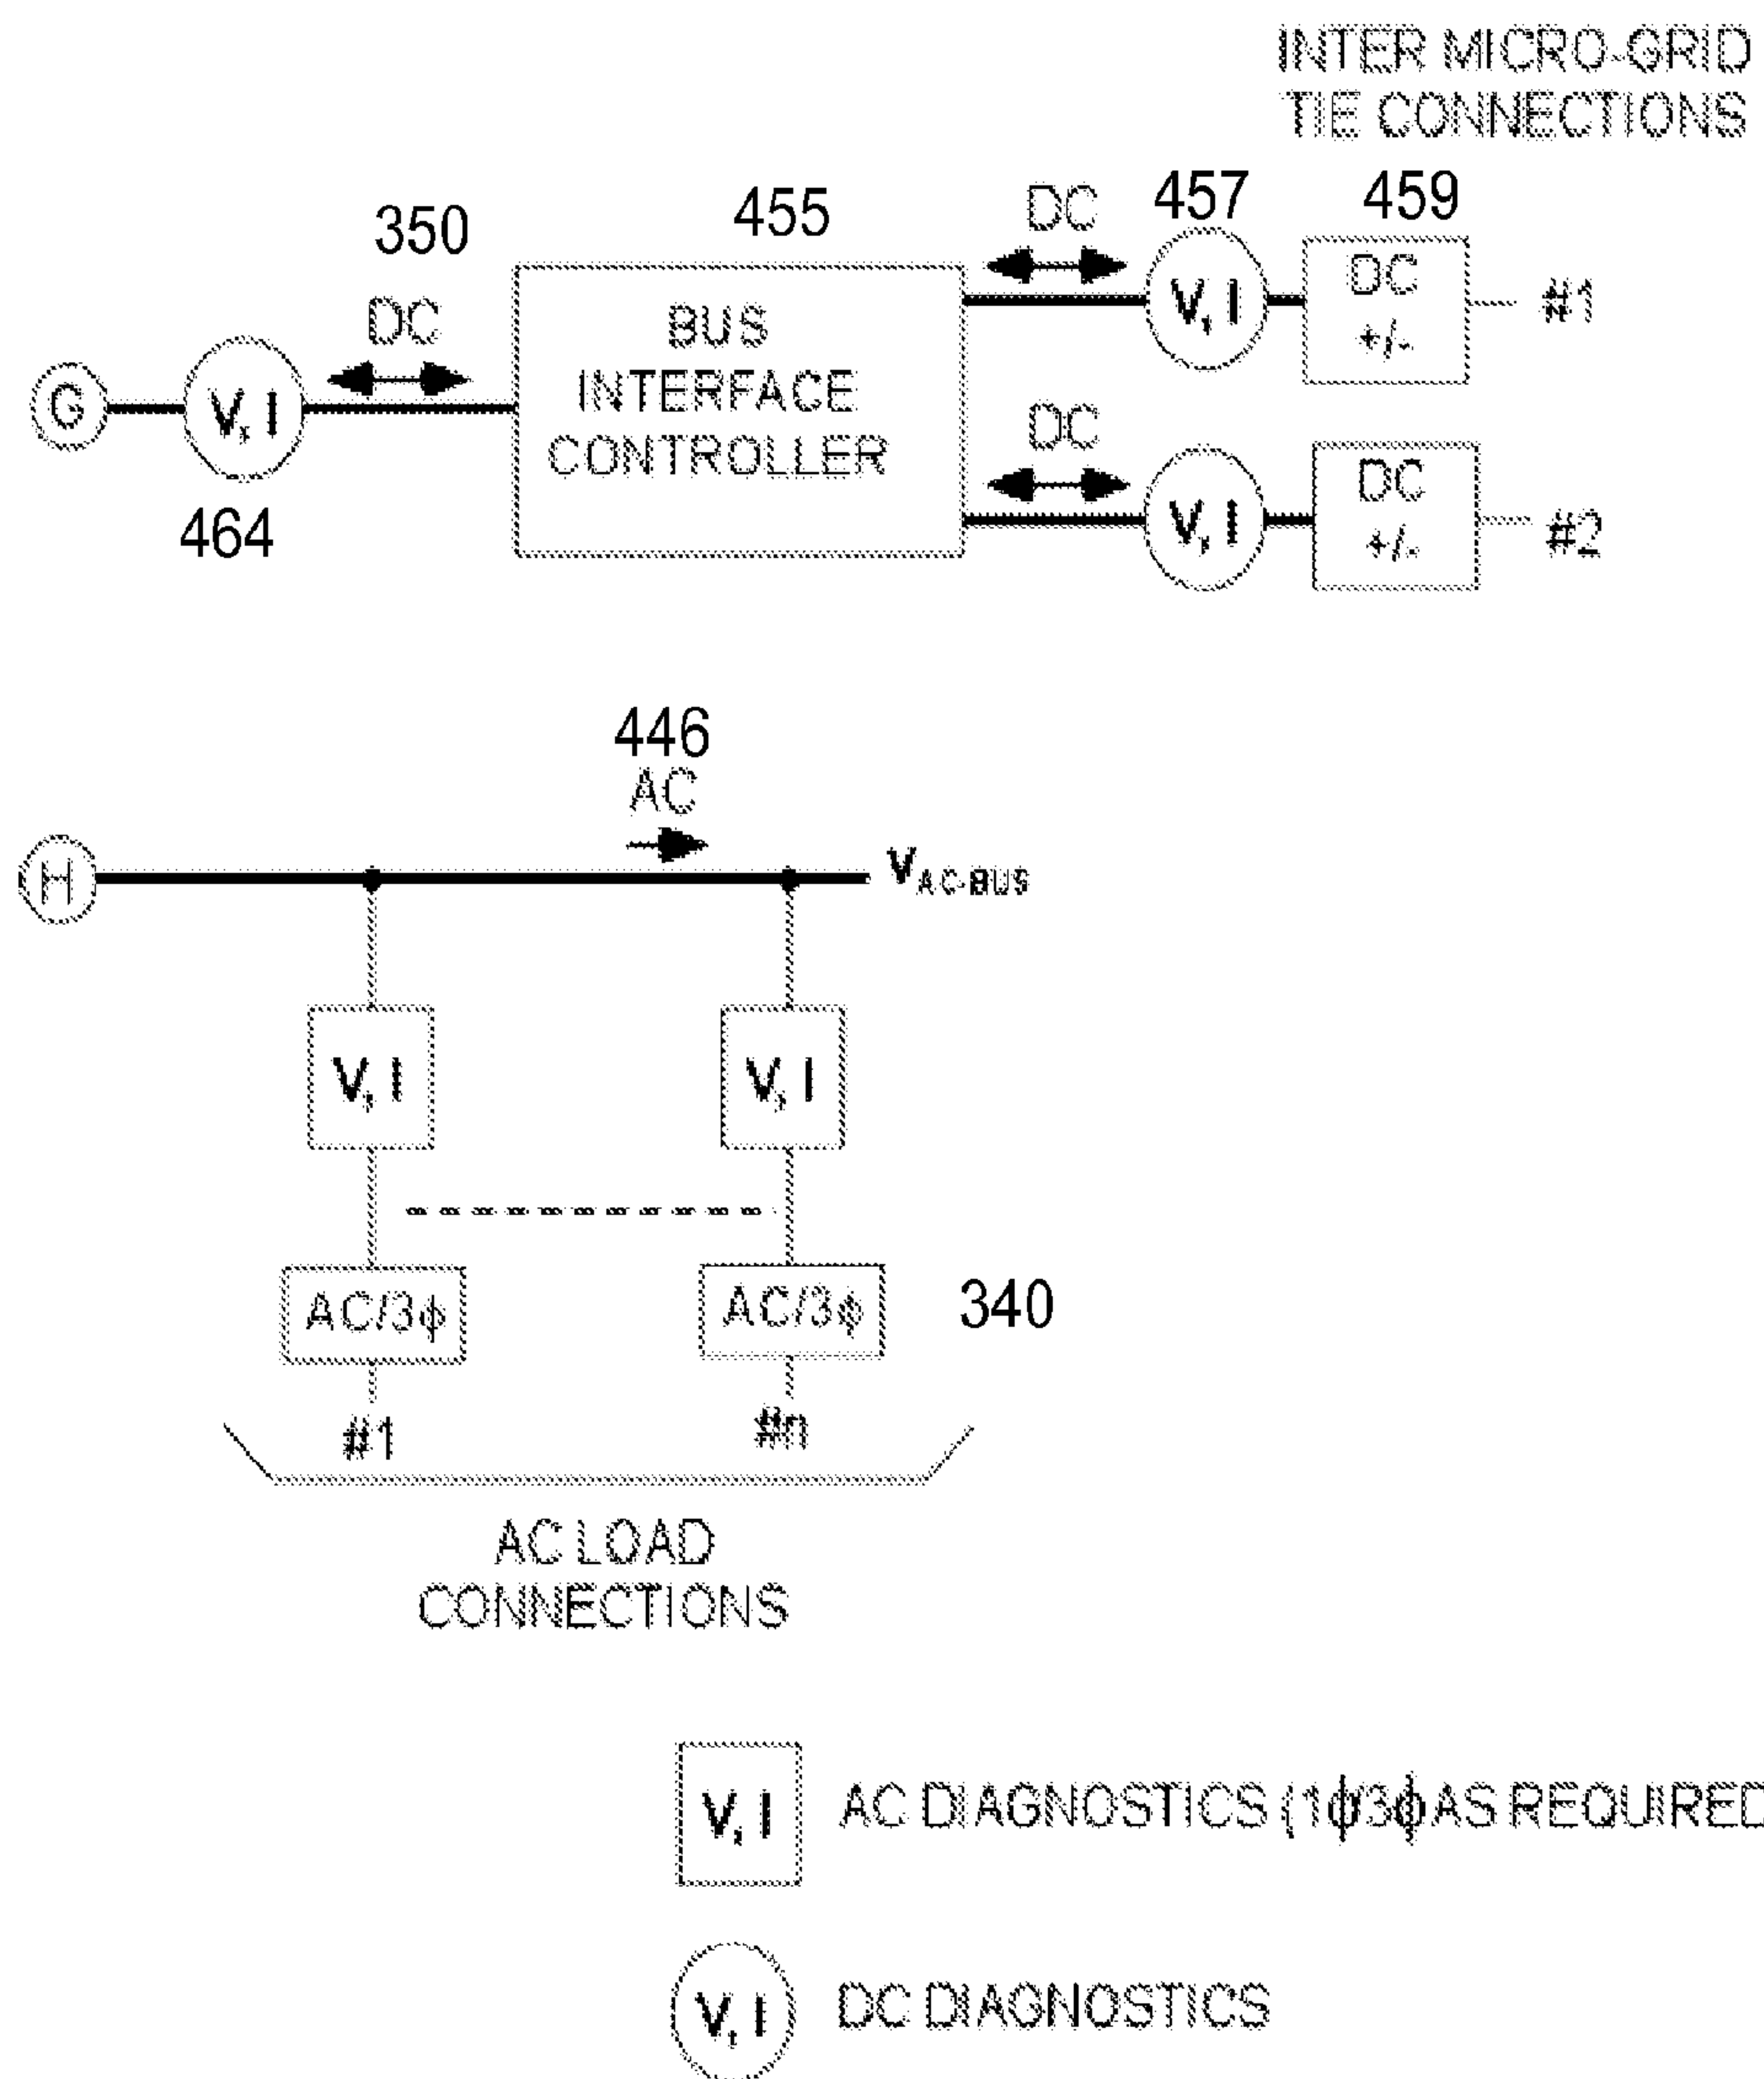 INTER MICRO-GRID
TIE CONNECTIONS
350
455
DC
457
459
DC
BUS
INTERFACE
CONTROLLER
V, I
DC
+/-
#1
G
V, I
464
DC
V, I
DC
+/-
#2
446
AC
H
V AC-BUS
V, I
V, I
AC/3ϕ
AC/3ϕ
340
#1
#n
AC LOAD
CONNECTIONS
V, I
AC DIAGNOSTICS (1ϕ/3ϕ AS REQUIRED
V, I
DC DIAGNOSTICS